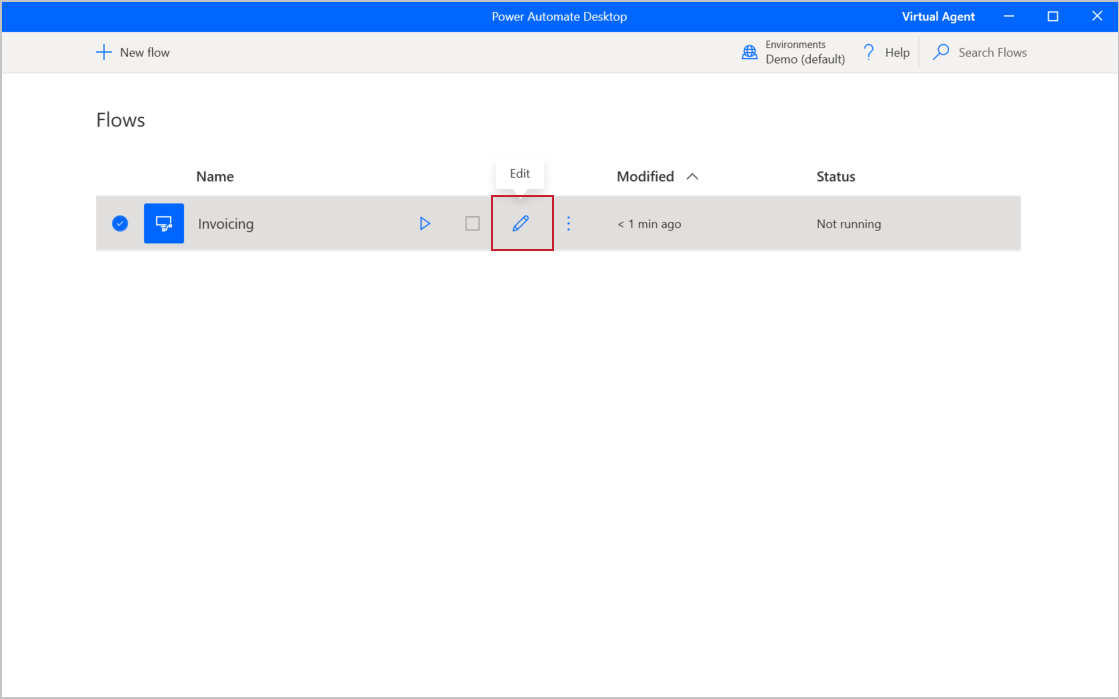 Power Automate Desktop
Virtual Agent
New flow
Environments
Demo (default)
Help
Search Flows
Flows
Name
Edit
Modified
Status
Invoicing
< 1 min ago
Not running